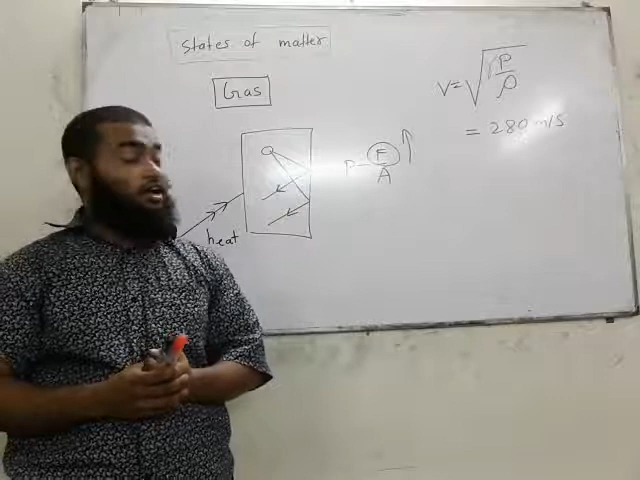 States of matter
Gas
V = √(P/ρ)
= 280 m/s
P = F/A ↑
heat